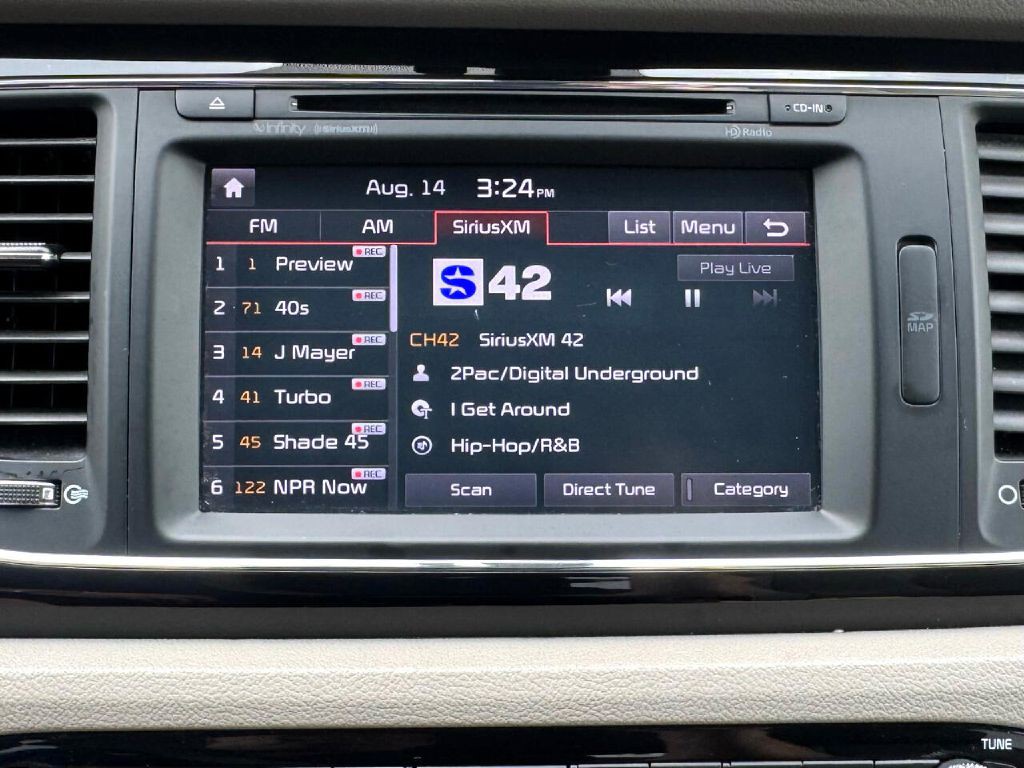 CD-IN
Infinity ((SiriusXM))
HD Radio
Aug. 14 3:24 PM
FM AM SiriusXM List Menu
1 1 Preview REC
2 71 40s REC
3 14 J Mayer REC
4 41 Turbo REC
5 45 Shade 45 REC
6 122 NPR Now REC
S 42
Play Live
CH42 SiriusXM 42
2Pac/Digital Underground
I Get Around
Hip-Hop/R&B
Scan Direct Tune Category
SD
MAP
TUNE